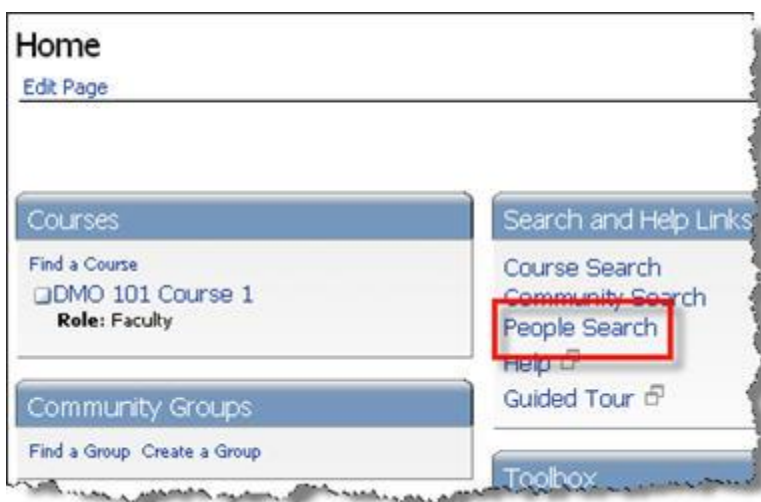 Home
Edit Page
Courses
Find a Course
DMO 101 Course 1
Role: Faculty
Community Groups
Find a Group Create a Group
Search and Help Links
Course Search
Community Search
People Search
Help
Guided Tour
Toolbox